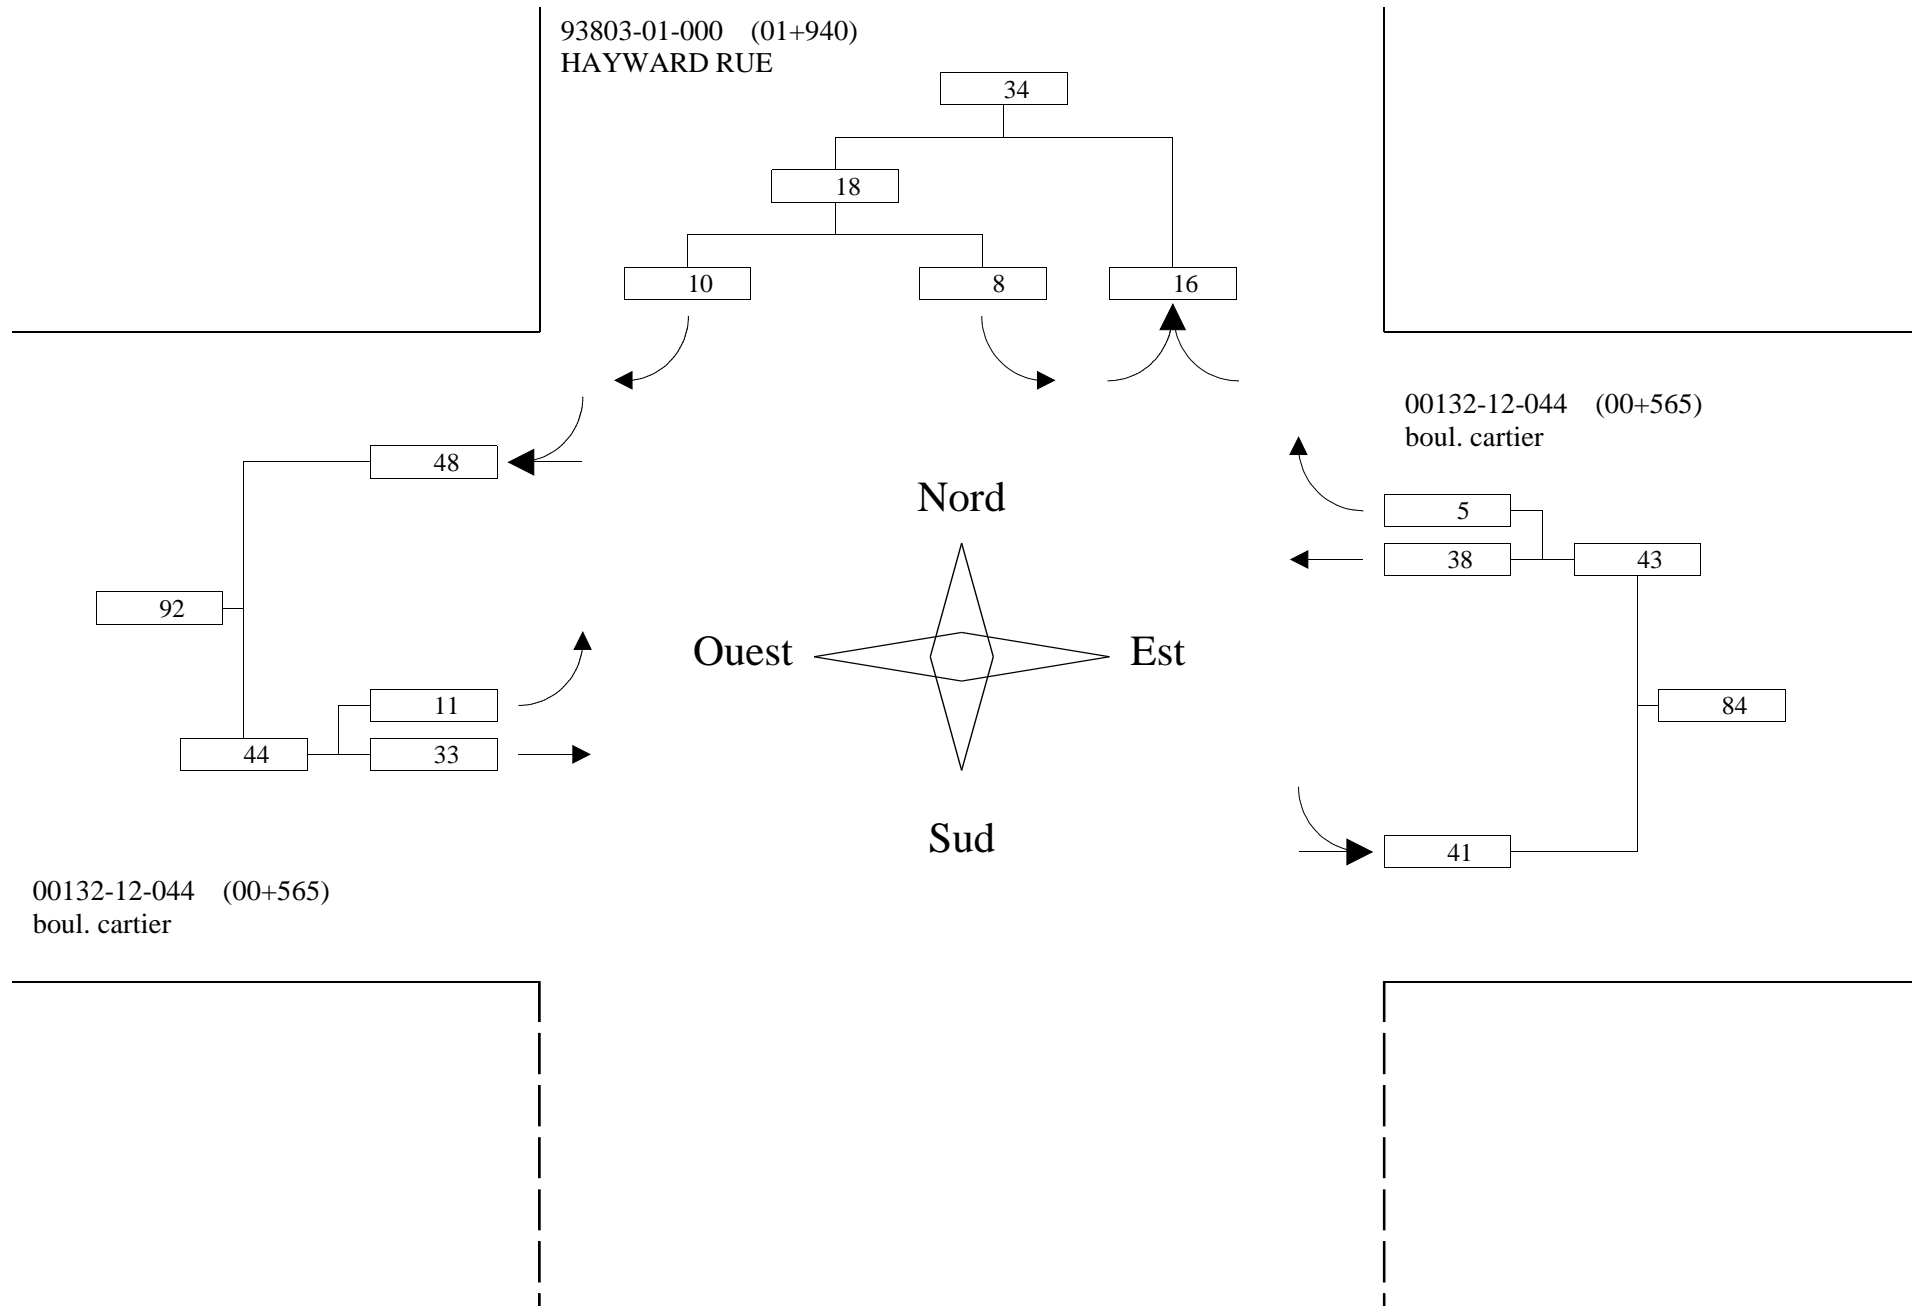 93803-01-000 (01+940)
HAYWARD RUE
34
18
10 8 16
00132-12-044 (00+565)
boul. cartier
48
Nord
5
38 43
92
Ouest Est
11
84
44 33
Sud
41
00132-12-044 (00+565)
boul. cartier